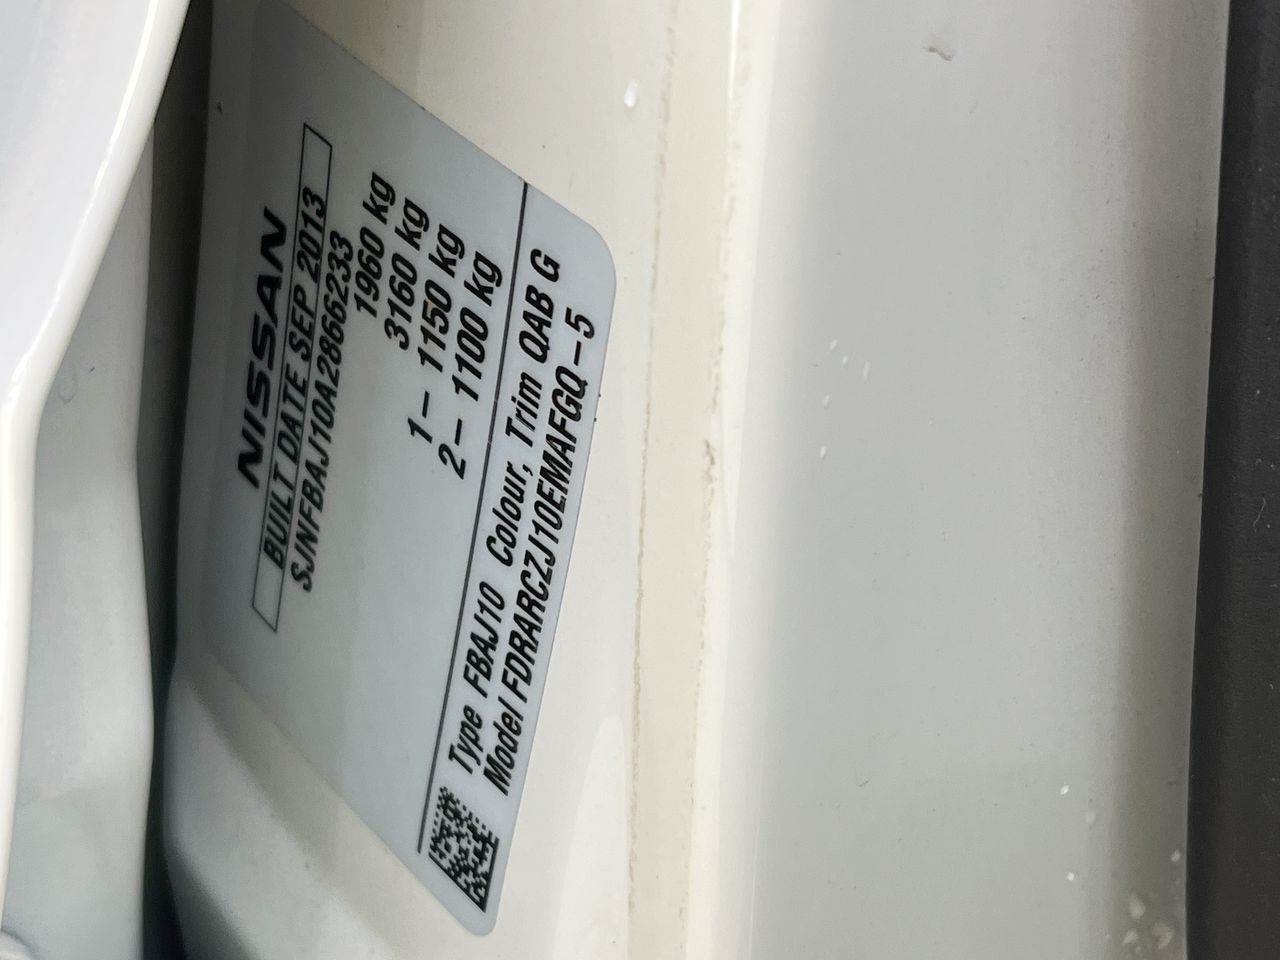 NISSAN
BUILT DATE SEP 2013
SJNFBAJ10A2866233
1960 kg
3160 kg
1– 1150 kg
2– 1100 kg
Type FBAJ10 Colour, Trim QAB G
Model FDRARCZJ10EMAFGQ–5